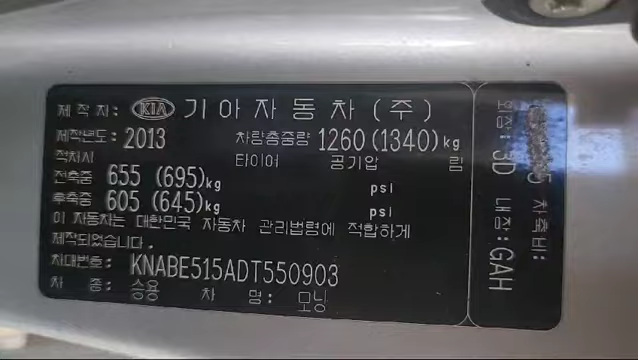 제 작 자: KIA 기 아 자 동 차 ( 주 )
제작년도: 2013 차량총중량 1260 (1340) kg
적차시 타이어 공기압 림
전축중 655 (695)kg psi
후축중 605 (645)kg psi
이 자동차는 대한민국 자동차 관리법령에 적합하게
제작되었습니다.
차대번호: KNABE515ADT550903
차 종: 승용 차 명: 모닝
차축비:
외장: 3D 내장: GAH